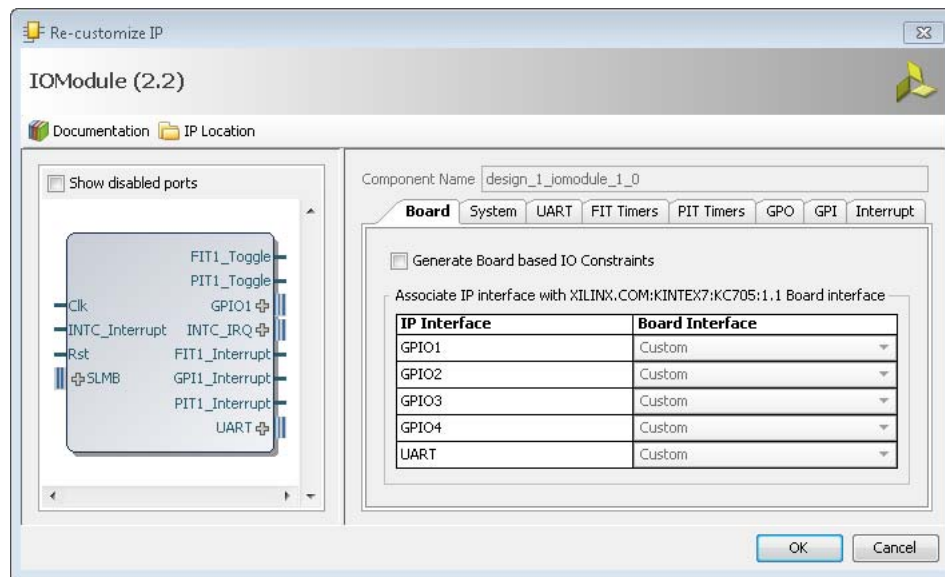 Re-customize IP
IOModule (2.2)
Documentation IP Location
Show disabled ports
FIT1_Toggle
PIT1_Toggle
Clk GPIO1
INTC_Interrupt INTC_IRQ
Rst FIT1_Interrupt
SLMB GPI1_Interrupt
PIT1_Interrupt
UART
Component Name design_1_iomodule_1_0
Board System UART FIT Timers PIT Timers GPO GPI Interrupt
Generate Board based IO Constraints
Associate IP interface with XILINX.COM:KINTEX7:KC705:1.1 Board interface
IP Interface Board Interface
GPIO1 Custom
GPIO2 Custom
GPIO3 Custom
GPIO4 Custom
UART Custom
OK Cancel